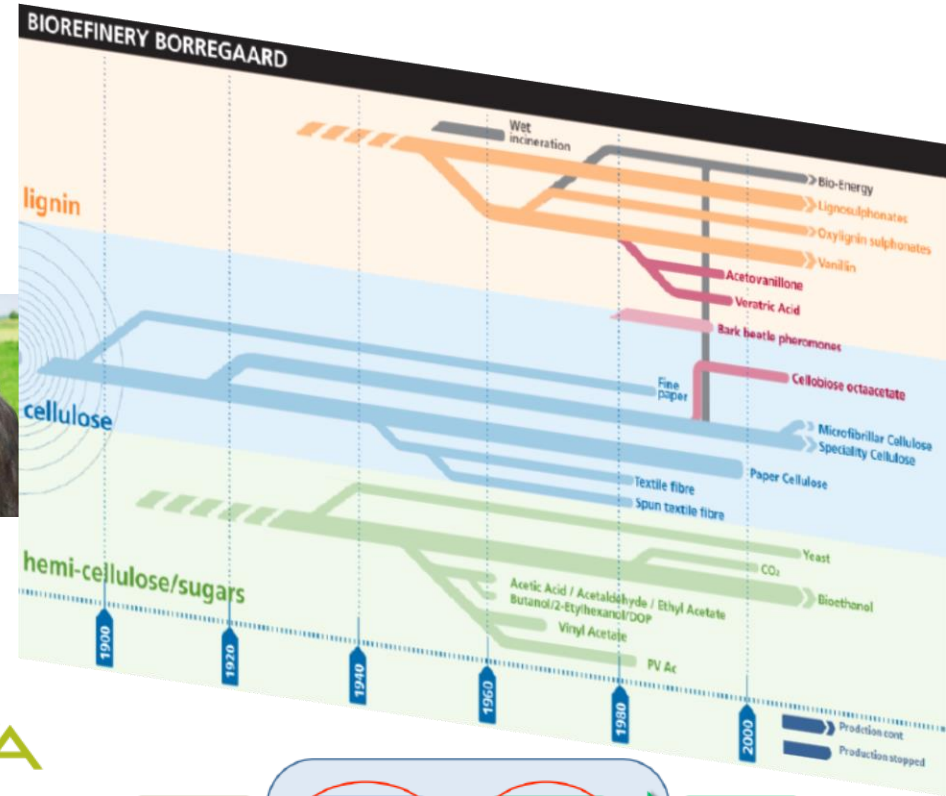 BIOREFINERY BORREGAARD
Wet
incineration
Bio-Energy
Lignosulphonates
Oxylignin sulphonates
Vanillin
lignin
Acetovanillone
Veratric Acid
Bark beetle pheromones
Fine
paper
Cellobiose octaacetate
cellulose
Microfibrillar Cellulose
Speciality Cellulose
Paper Cellulose
Textile fibre
Spun textile fibre
Yeast
CO₂
Bioethanol
hemi-cellulose/sugars
Acetic Acid / Acetaldehyde / Ethyl Acetate
Butanol/2-Etylhexanol/DOP
Vinyl Acetate
PV Ac
1900
1920
1940
1960
1980
2000
Prodction cont
Production stopped
A